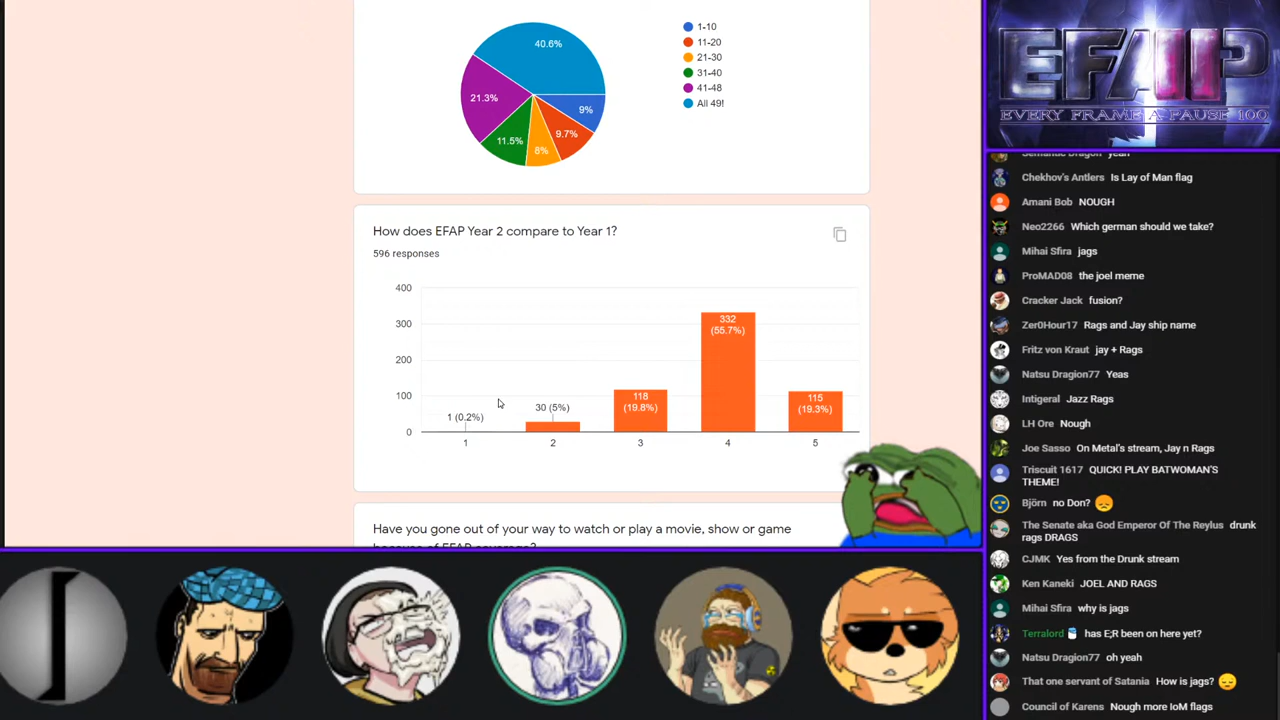 40.6%
21.3%
11.5%
8%
9.7%
9%
1-10
11-20
21-30
31-40
41-48
All 49!
How does EFAP Year 2 compare to Year 1?
596 responses
400
300
200
100
0
1 (0.2%)
30 (5%)
118
(19.8%)
332
(55.7%)
115
(19.3%)
1
2
3
4
5
Have you gone out of your way to watch or play a movie, show or game
because of EFAP coverage?
EFAP
EVERY FRAME A PAUSE 100
Semantic Dragon yeah
Chekhov's Antlers Is Lay of Man flag
Amani Bob NOUGH
Neo2266 Which german should we take?
Mihai Sfira jags
ProMAD08 the joel meme
Cracker Jack fusion?
Zer0Hour17 Rags and Jay ship name
Fritz von Kraut jay + Rags
Natsu Dragion77 Yeas
Intigeral Jazz Rags
LH Ore Nough
Joe Sasso On Metal's stream, Jay n Rags
Triscuit 1617 QUICK! PLAY BATWOMAN'S
THEME!
Björn no Don?
The Senate aka God Emperor Of The Reylus drunk
rags DRAGS
CJMK Yes from the Drunk stream
Ken Kaneki JOEL AND RAGS
Mihai Sfira why is jags
Terralord has E;R been on here yet?
Natsu Dragion77 oh yeah
That one servant of Satania How is jags?
Council of Karens Nough more IoM flags